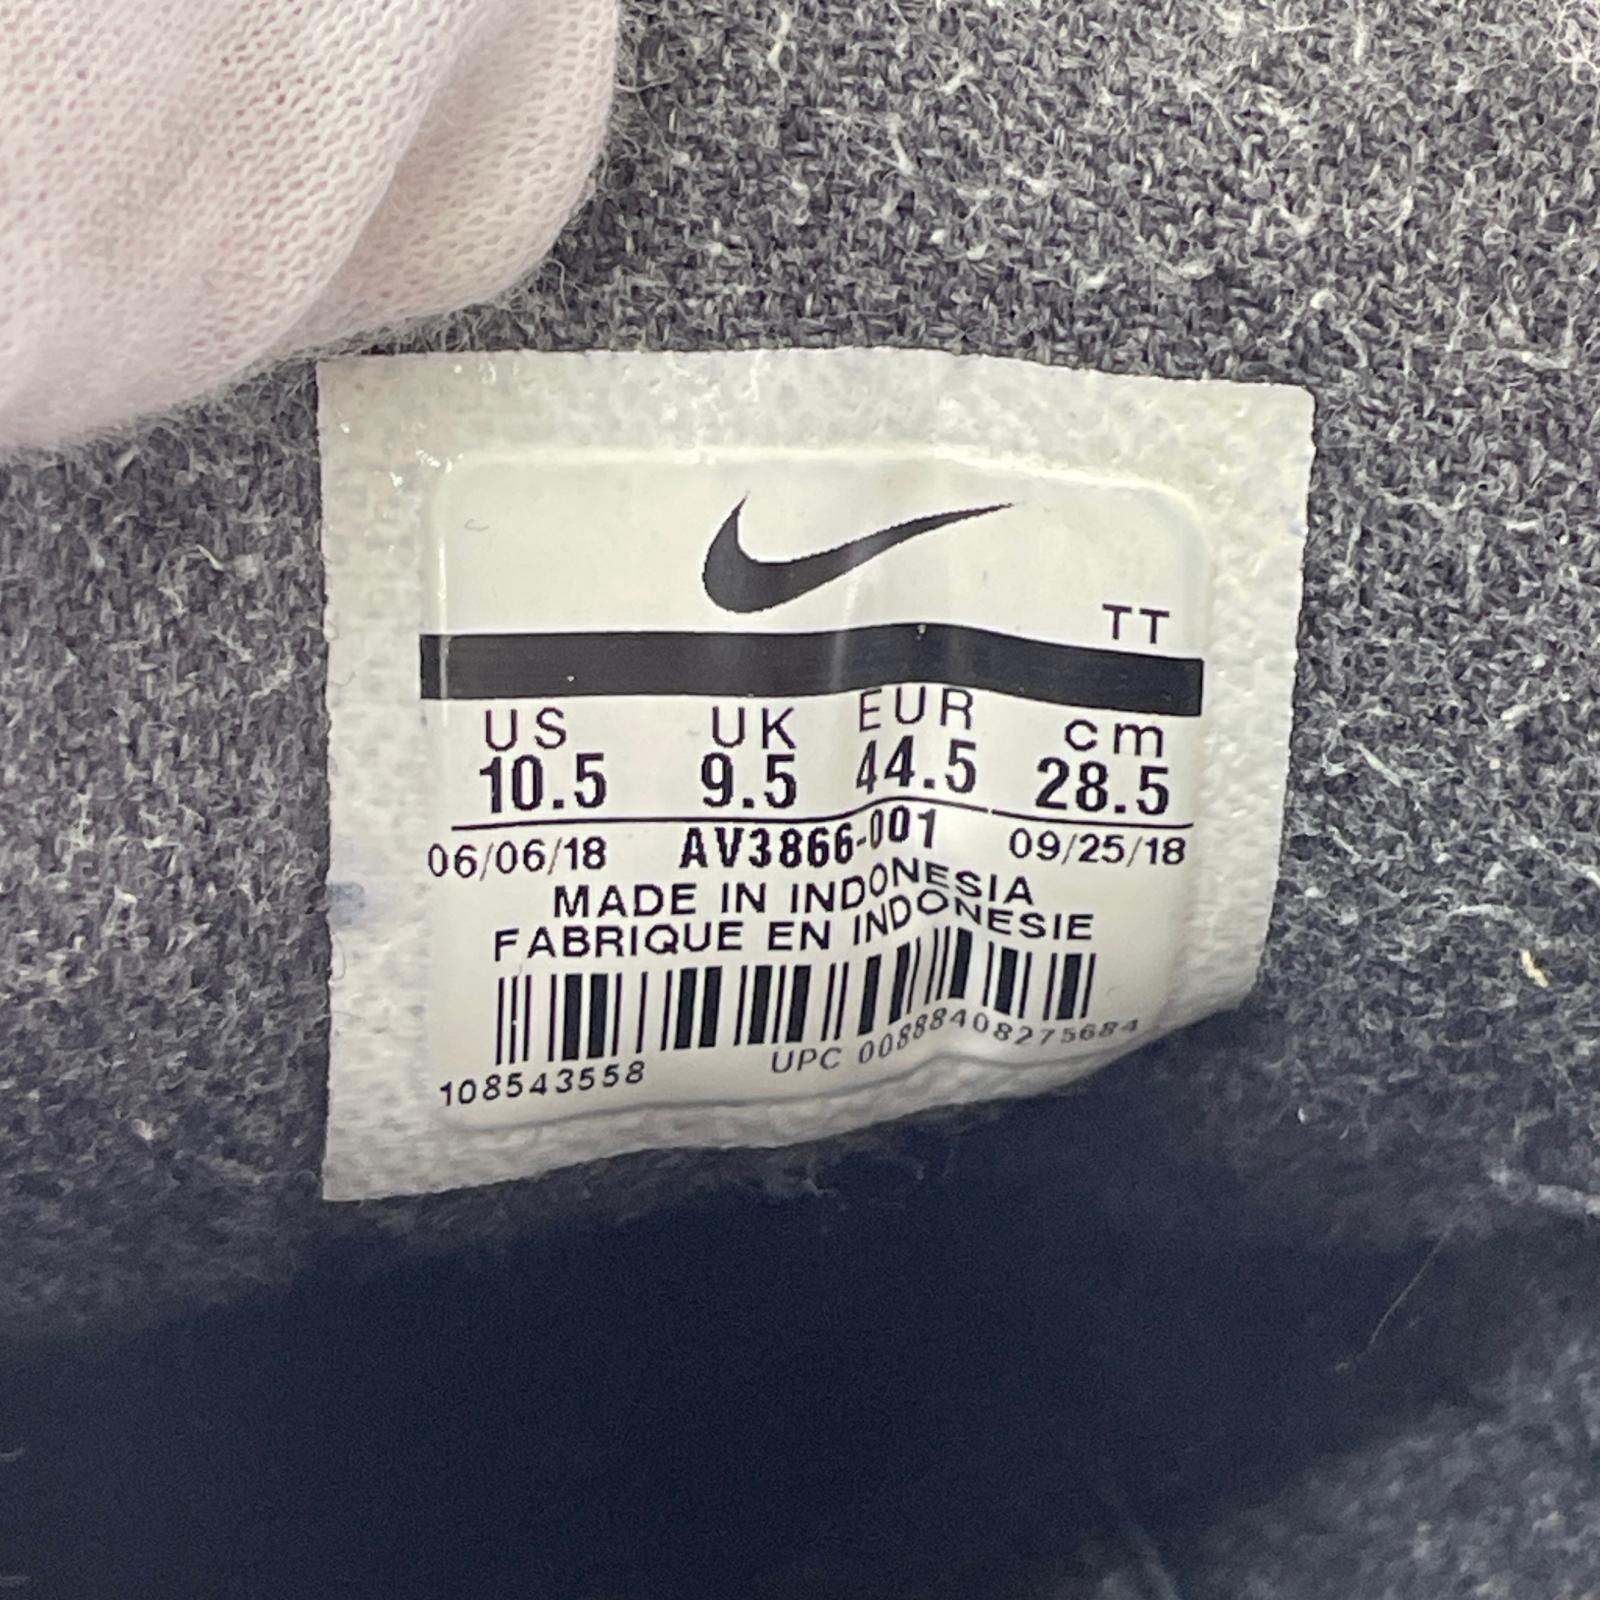 TT
US UK EUR cm
10.5 9.5 44.5 28.5
06/06/18 AV3866-001 09/25/18
MADE IN INDONESIA
FABRIQUE EN INDONESIE
108543558 UPC 00888408275684